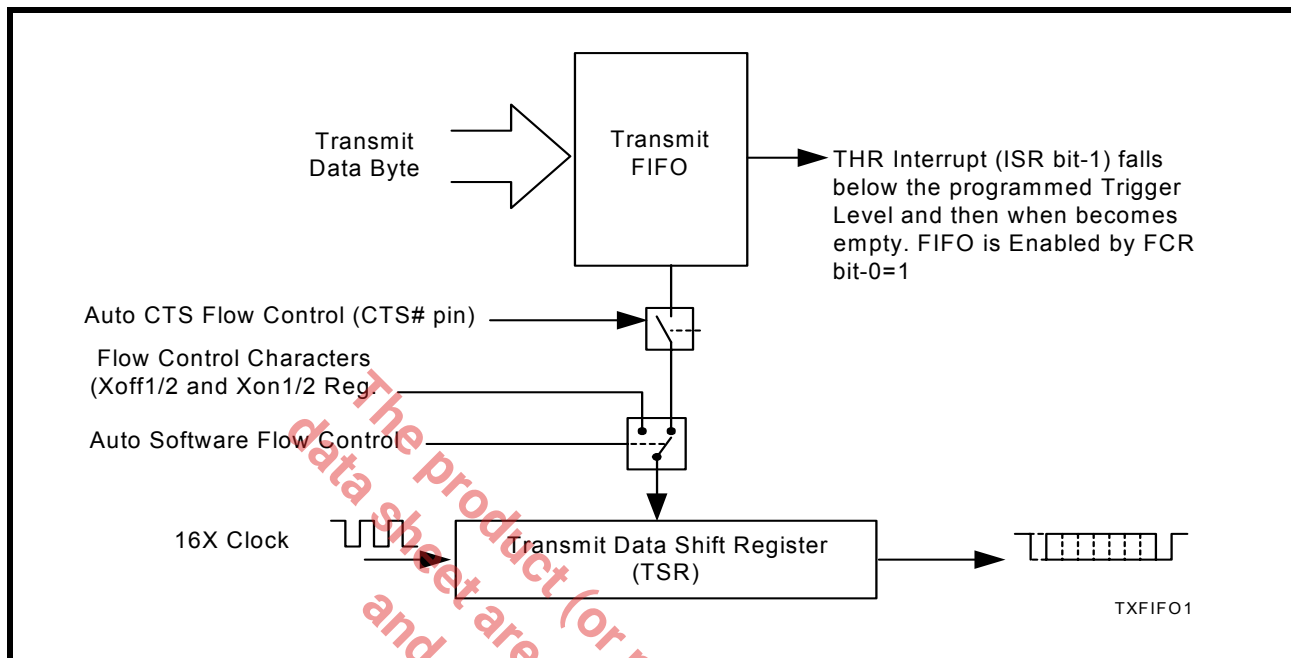 Transmit
Data Byte
Transmit
FIFO
THR Interrupt (ISR bit-1) falls
below the programmed Trigger
Level and then when becomes
empty. FIFO is Enabled by FCR
bit-0=1
Auto CTS Flow Control (CTS# pin)
Flow Control Characters
(Xoff1/2 and Xon1/2 Reg.
Auto Software Flow Control
16X Clock
Transmit Data Shift Register
(TSR)
TXFIFO1
The product (or
data sheet are
and